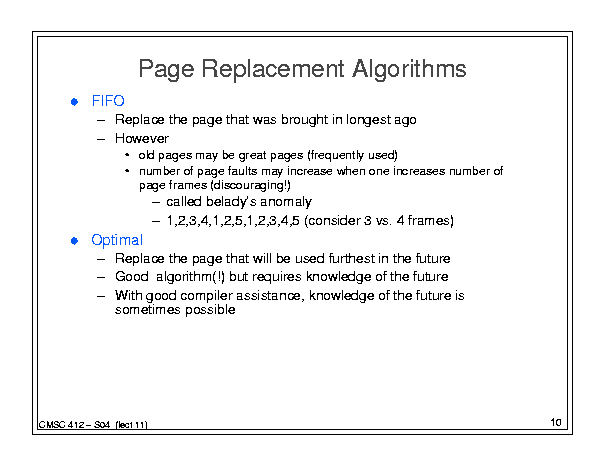 Page Replacement Algorithms
● FIFO
– Replace the page that was brought in longest ago
– However
• old pages may be great pages (frequently used)
• number of page faults may increase when one increases number of
page frames (discouraging!)
– called belady's anomaly
– 1,2,3,4,1,2,5,1,2,3,4,5 (consider 3 vs. 4 frames)
● Optimal
– Replace the page that will be used furthest in the future
– Good algorithm(!) but requires knowledge of the future
– With good compiler assistance, knowledge of the future is
sometimes possible
CMSC 412 – S04 (lect 11)
10